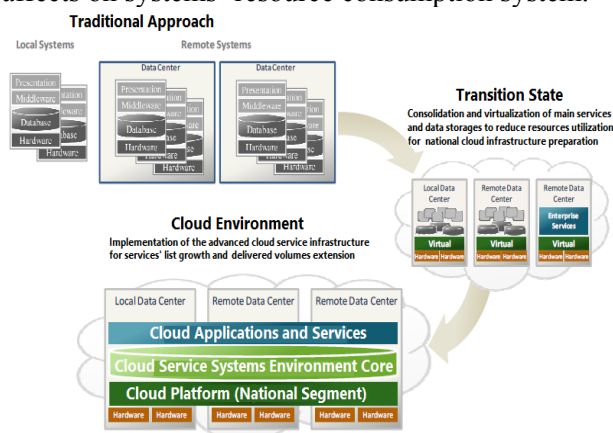 affects on systems' resource consumption system.
Traditional Approach
Local Systems
Remote Systems
Data Center
Data Center
Presentation
Middleware
Database
Hardware
Presentation
Middleware
Database
Hardware
Presentation
Middleware
Database
Hardware
Transition State
Consolidation and virtualization of main services
and data storages to reduce resources utilization
for national cloud infrastructure preparation
Local Data
Center
Remote Data
Center
Remote Data
Center
Enterprise
Services
Virtual
Virtual
Virtual
Hardware Hardware
Hardware Hardware
Hardware Hardware
Cloud Environment
Implementation of the advanced cloud service infrastructure
for services' list growth and delivered volumes extension
Local Data Center
Remote Data Center
Remote Data Center
Cloud Applications and Services
Cloud Service Systems Environment Core
Cloud Platform (National Segment)
Hardware Hardware
Hardware Hardware
Hardware Hardware